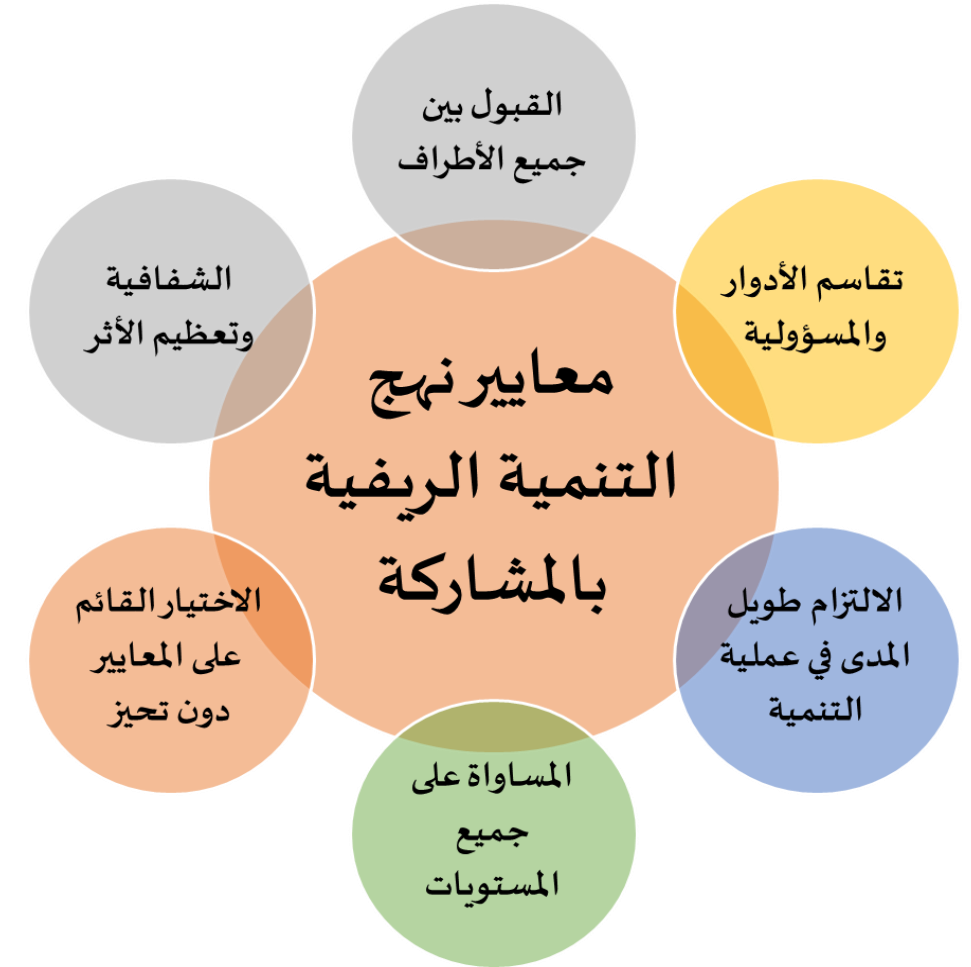 القبول بين
جميع الأطراف
تقاسم الأدوار
والمسؤولية
الالتزام طويل
المدى في عملية
التنمية
المساواة على
جميع
المستويات
الاختيار القائم
على المعايير
دون تحيز
الشفافية
وتعظيم الأثر
معايير نهج
التنمية الريفية
بالمشاركة